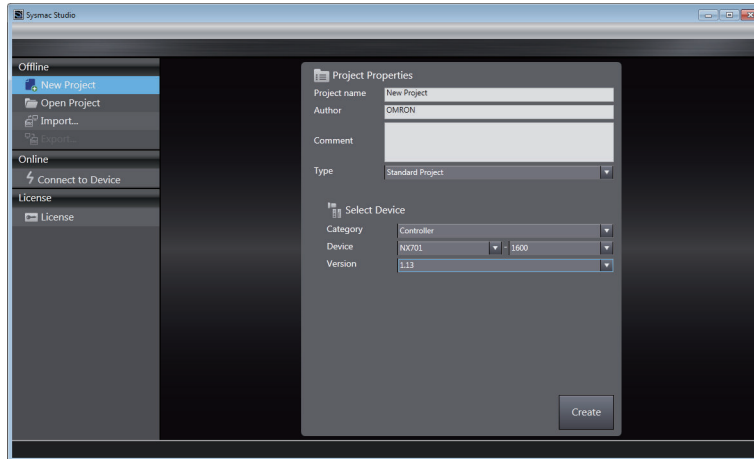 Sysmac Studio
Offline
New Project
Open Project
Import...
Export...
Online
Connect to Device
License
License
Project Properties
Project name New Project
Author OMRON
Comment
Type Standard Project
Select Device
Category Controller
Device NX701 - 1600
Version 1.13
Create